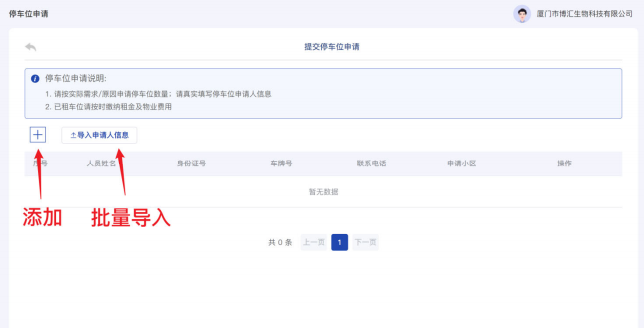 停车位申请
厦门市博汇生物科技有限公司
提交停车位申请
停车位申请说明:
1. 请按实际需求/原因申请停车位数量；请真实填写停车位申请人信息
2. 已租车位请按时缴纳租金及物业费用
导入申请人信息
序号 人员姓名 身份证号 车牌号 联系电话 申请小区 操作
暂无数据
添加 批量导入
共 0 条 上一页 1 下一页